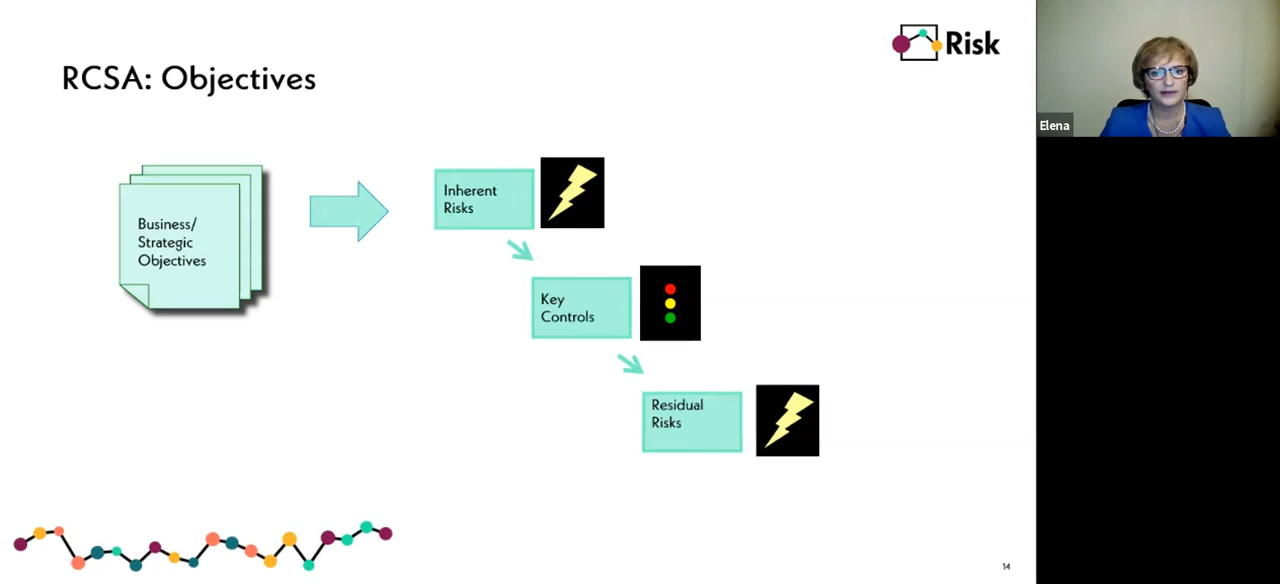 Risk
RCSA: Objectives
Elena
Business/
Strategic
Objectives
Inherent
Risks
Key
Controls
Residual
Risks
14